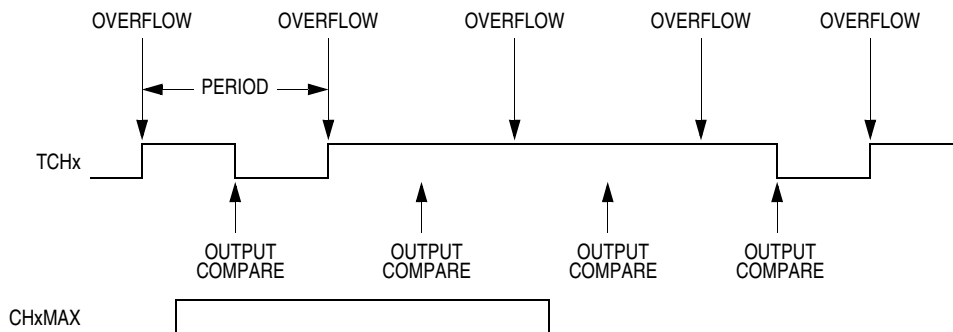 OVERFLOW OVERFLOW OVERFLOW OVERFLOW OVERFLOW
PERIOD
TCHx
OUTPUT COMPARE
OUTPUT COMPARE
OUTPUT COMPARE
OUTPUT COMPARE
CHxMAX